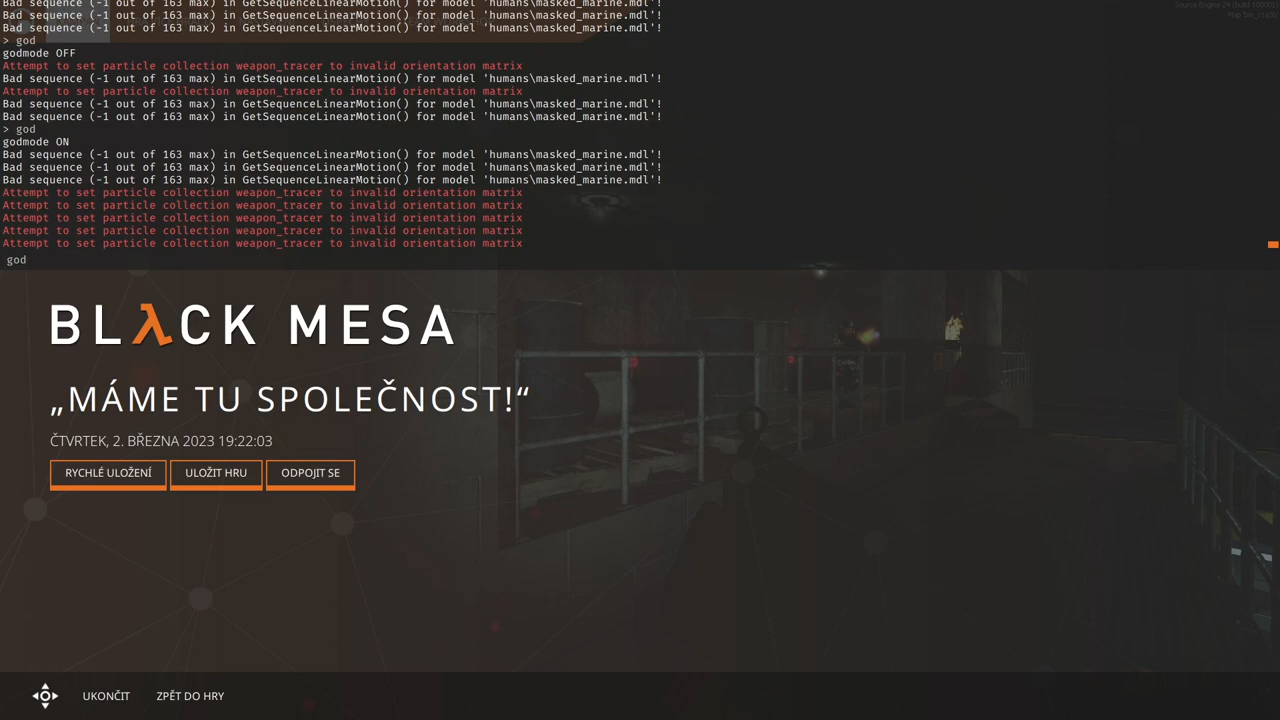 Bad sequence (-1 out of 163 max) in GetSequenceLinearMotion() for model 'humans\masked_marine.mdl'!
Bad sequence (-1 out of 163 max) in GetSequenceLinearMotion() for model 'humans\masked_marine.mdl'!
Bad sequence (-1 out of 163 max) in GetSequenceLinearMotion() for model 'humans\masked_marine.mdl'!
> god
godmode OFF
Attempt to set particle collection weapon_tracer to invalid orientation matrix
Bad sequence (-1 out of 163 max) in GetSequenceLinearMotion() for model 'humans\masked_marine.mdl'!
Attempt to set particle collection weapon_tracer to invalid orientation matrix
Bad sequence (-1 out of 163 max) in GetSequenceLinearMotion() for model 'humans\masked_marine.mdl'!
Bad sequence (-1 out of 163 max) in GetSequenceLinearMotion() for model 'humans\masked_marine.mdl'!
> god
godmode ON
Bad sequence (-1 out of 163 max) in GetSequenceLinearMotion() for model 'humans\masked_marine.mdl'!
Bad sequence (-1 out of 163 max) in GetSequenceLinearMotion() for model 'humans\masked_marine.mdl'!
Bad sequence (-1 out of 163 max) in GetSequenceLinearMotion() for model 'humans\masked_marine.mdl'!
Attempt to set particle collection weapon_tracer to invalid orientation matrix
Attempt to set particle collection weapon_tracer to invalid orientation matrix
Attempt to set particle collection weapon_tracer to invalid orientation matrix
Attempt to set particle collection weapon_tracer to invalid orientation matrix
Attempt to set particle collection weapon_tracer to invalid orientation matrix
god
BLλCK MESA
„MÁME TU SPOLEČNOST!“
ČTVRTEK, 2. BŘEZNA 2023 19:22:03
RYCHLÉ ULOŽENÍ ULOŽIT HRU ODPOJIT SE
UKONČIT ZPĚT DO HRY